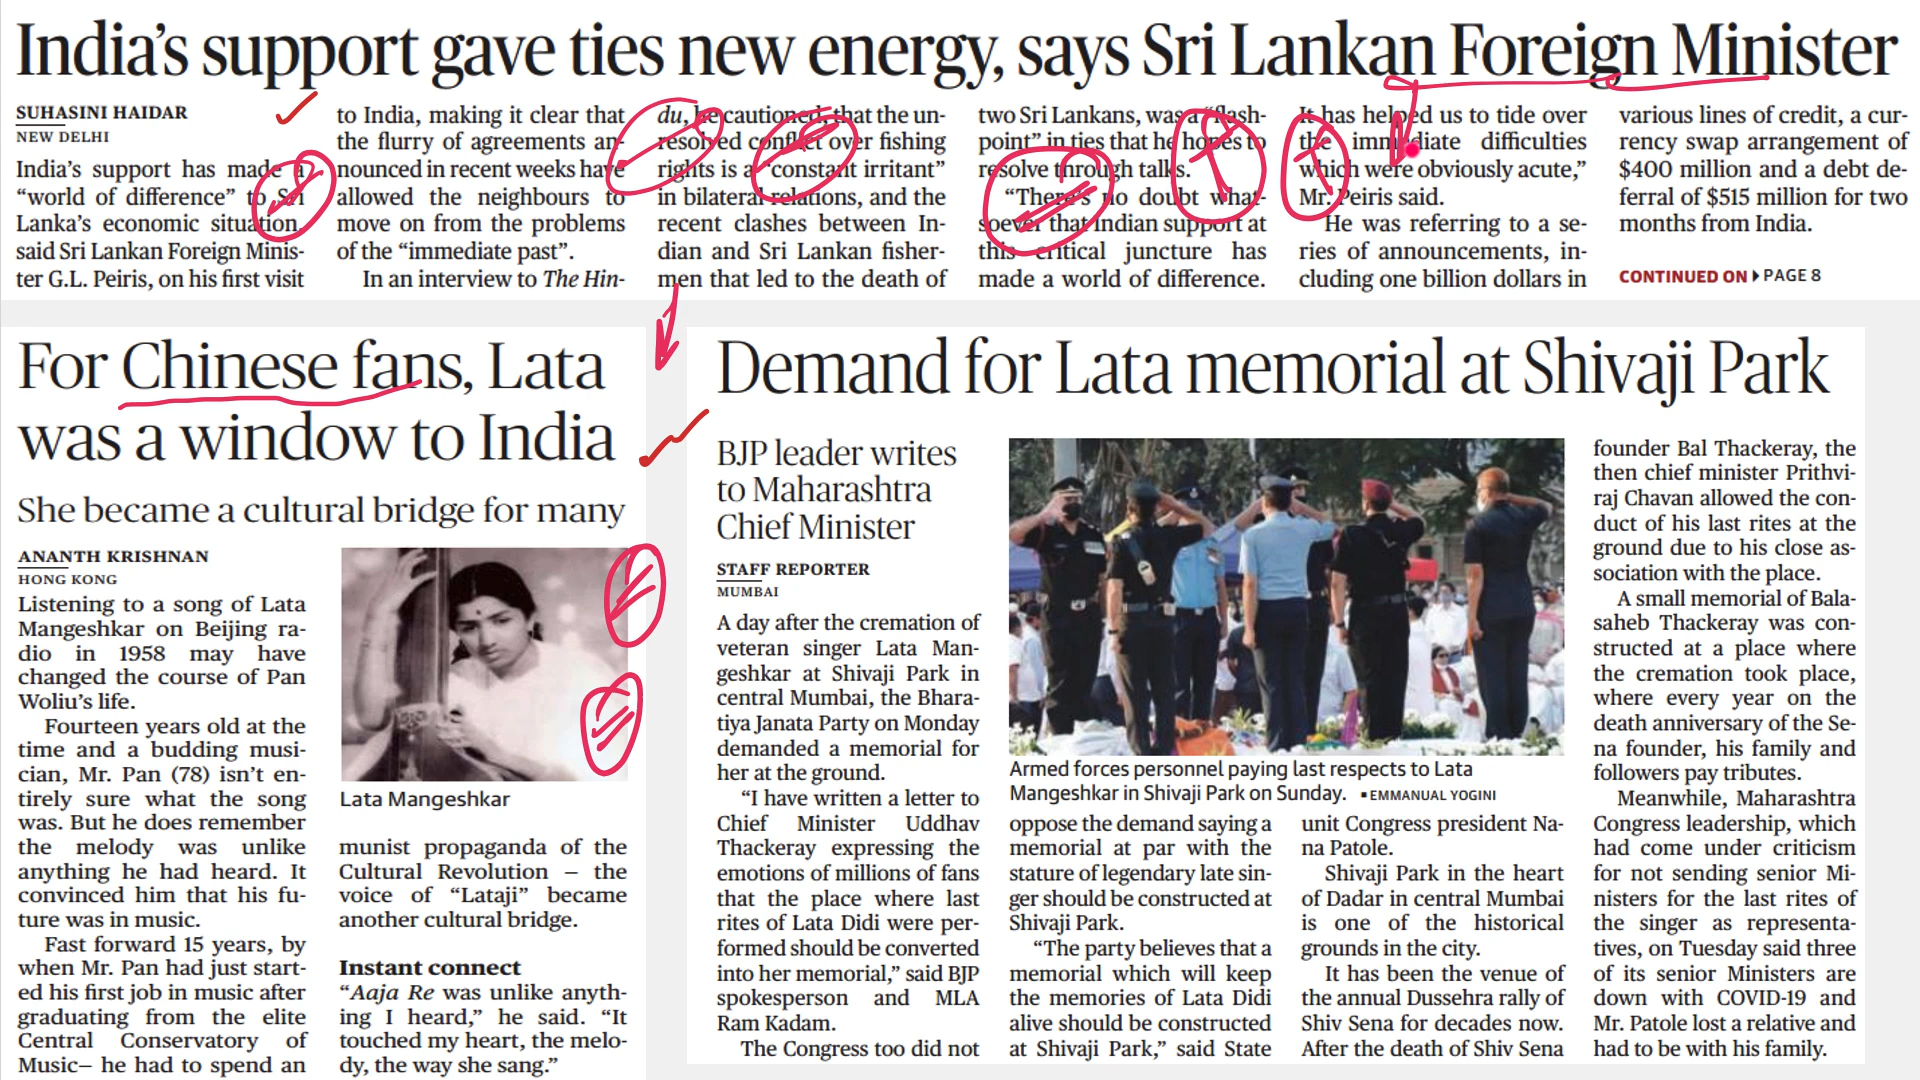 India's support gave ties new energy, says Sri Lankan Foreign Minister
SUHASINI HAIDAR
NEW DELHI
India's support has made a
“world of difference” to Sri
Lanka's economic situation,
said Sri Lankan Foreign Minis-
ter G.L. Peiris, on his first visit
to India, making it clear that
the flurry of agreements an-
nounced in recent weeks have
allowed the neighbours to
move on from the problems
of the “immediate past”.
In an interview to The Hin-
du, he cautioned, that the un-
resolved conflict over fishing
rights is a “constant irritant”
in bilateral relations, and the
recent clashes between In-
dian and Sri Lankan fisher-
men that led to the death of
two Sri Lankans, was a “flash-
point” in ties that he hopes to
resolve through talks.
“There's no doubt what-
soever that Indian support at
this critical juncture has
made a world of difference.
It has helped us to tide over
the immediate difficulties
which were obviously acute,”
Mr. Peiris said.
He was referring to a se-
ries of announcements, in-
cluding one billion dollars in
various lines of credit, a cur-
rency swap arrangement of
$400 million and a debt de-
ferral of $515 million for two
months from India.
CONTINUED ON PAGE 8
For Chinese fans, Lata
was a window to India
She became a cultural bridge for many
ANANTH KRISHNAN
HONG KONG
Listening to a song of Lata
Mangeshkar on Beijing ra-
dio in 1958 may have
changed the course of Pan
Woliu's life.
Fourteen years old at the
time and a budding musi-
cian, Mr. Pan (78) isn't en-
tirely sure what the song
was. But he does remember
the melody was unlike
anything he had heard. It
convinced him that his fu-
ture was in music.
Fast forward 15 years, by
when Mr. Pan had just start-
ed his first job in music after
graduating from the elite
Central Conservatory of
Music— he had to spend an
Lata Mangeshkar
munist propaganda of the
Cultural Revolution – the
voice of “Lataji” became
another cultural bridge.
Instant connect
“Aaja Re was unlike anyth-
ing I heard,” he said. “It
touched my heart, the melo-
dy, the way she sang.”
Demand for Lata memorial at Shivaji Park
BJP leader writes
to Maharashtra
Chief Minister
STAFF REPORTER
MUMBAI
A day after the cremation of
veteran singer Lata Man-
geshkar at Shivaji Park in
central Mumbai, the Bhara-
tiya Janata Party on Monday
demanded a memorial for
her at the ground.
“I have written a letter to
Chief Minister Uddhav
Thackeray expressing the
emotions of millions of fans
that the place where last
rites of Lata Didi were per-
formed should be converted
into her memorial,” said BJP
spokesperson and MLA
Ram Kadam.
The Congress too did not
Armed forces personnel paying last respects to Lata
Mangeshkar in Shivaji Park on Sunday. ▪EMMANUAL YOGINI
oppose the demand saying a
memorial at par with the
stature of legendary late sin-
ger should be constructed at
Shivaji Park.
“The party believes that a
memorial which will keep
the memories of Lata Didi
alive should be constructed
at Shivaji Park,” said State
unit Congress president Na-
na Patole.
Shivaji Park in the heart
of Dadar in central Mumbai
is one of the historical
grounds in the city.
It has been the venue of
the annual Dussehra rally of
Shiv Sena for decades now.
After the death of Shiv Sena
founder Bal Thackeray, the
then chief minister Prithvi-
raj Chavan allowed the con-
duct of his last rites at the
ground due to his close as-
sociation with the place.
A small memorial of Bala-
saheb Thackeray was con-
structed at a place where
the cremation took place,
where every year on the
death anniversary of the Se-
na founder, his family and
followers pay tributes.
Meanwhile, Maharashtra
Congress leadership, which
had come under criticism
for not sending senior Mi-
nisters for the last rites of
the singer as representa-
tives, on Tuesday said three
of its senior Ministers are
down with COVID-19 and
Mr. Patole lost a relative and
had to be with his family.